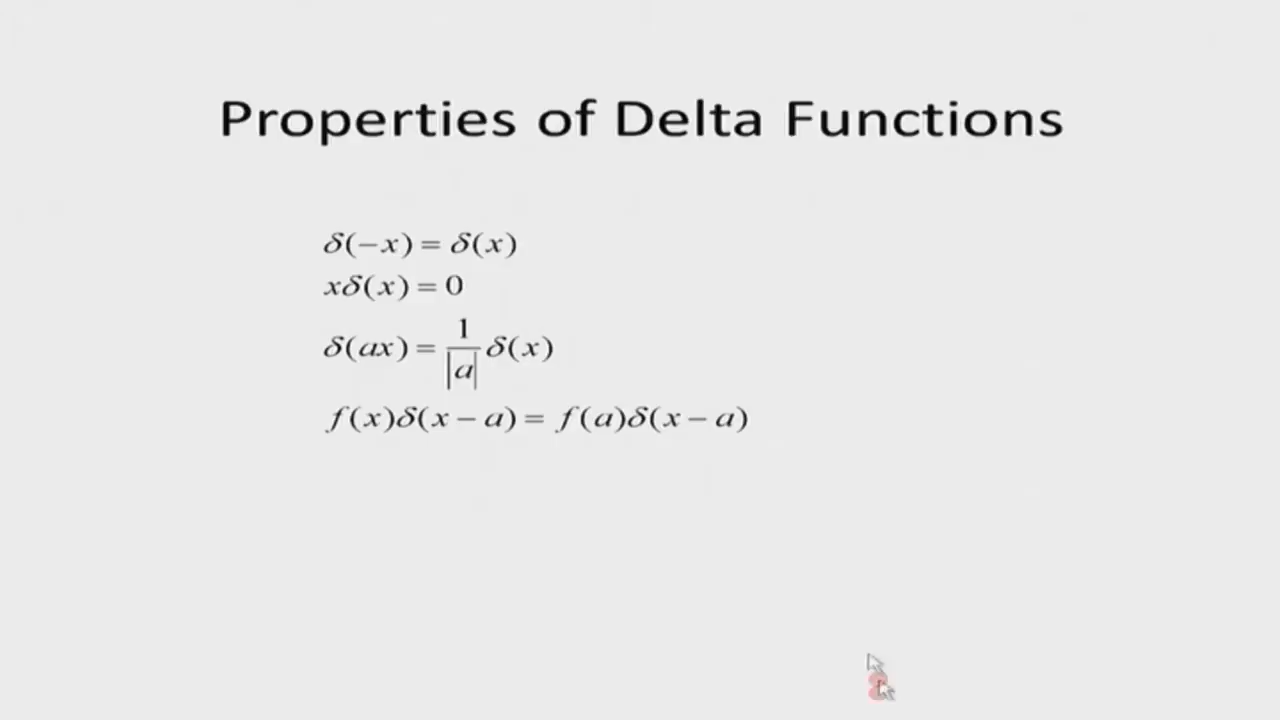 Properties of Delta Functions
δ(−x) = δ(x)
xδ(x) = 0
δ(ax) = 1/|a| δ(x)
f(x)δ(x − a) = f(a)δ(x − a)